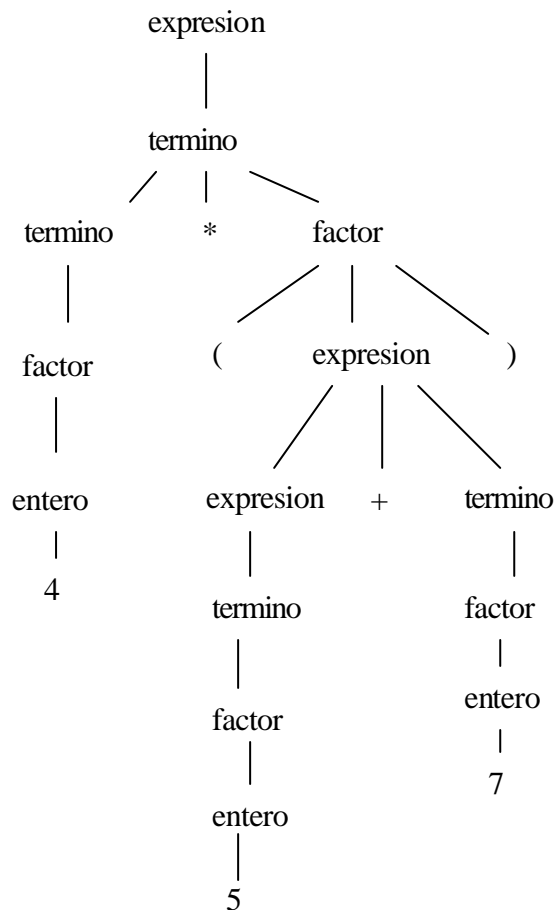 expresion
termino
termino * factor
factor ( expresion )
entero expresion + termino
4
termino factor
entero
factor
7
entero
5